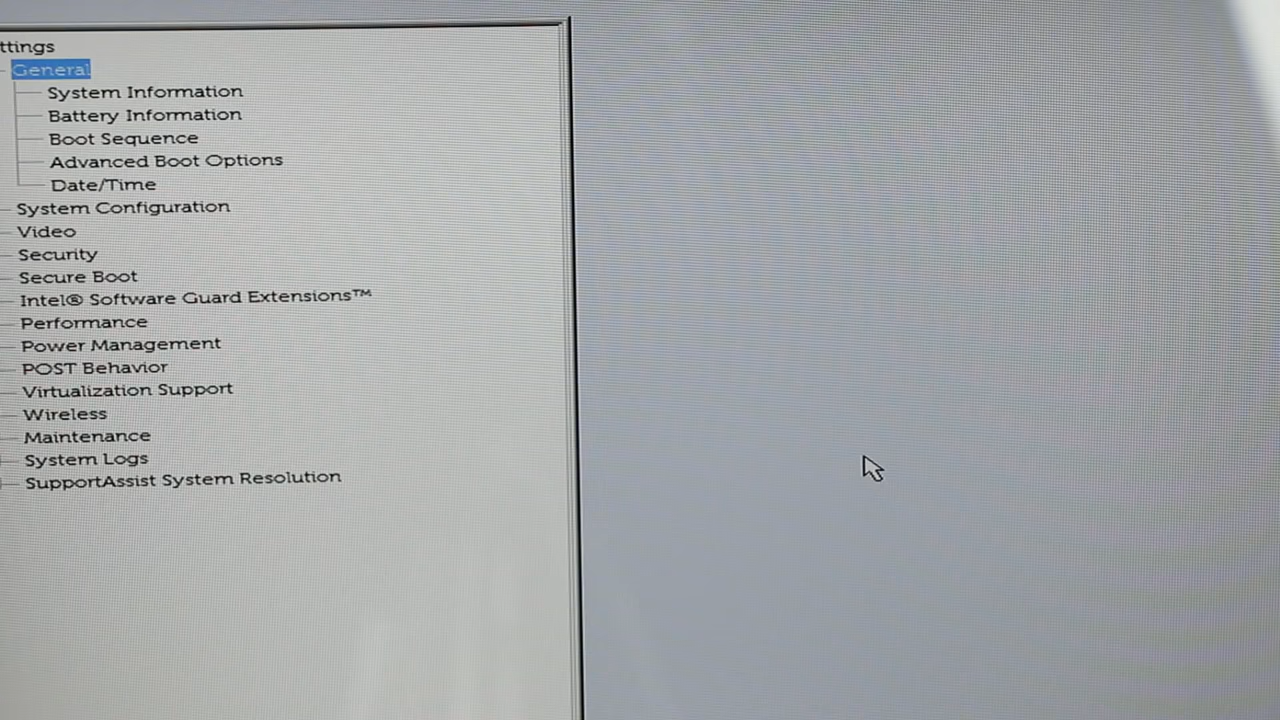 ttings
General
System Information
Battery Information
Boot Sequence
Advanced Boot Options
Date/Time
System Configuration
Video
Security
Secure Boot
Intel® Software Guard Extensions™
Performance
Power Management
POST Behavior
Virtualization Support
Wireless
Maintenance
System Logs
SupportAssist System Resolution